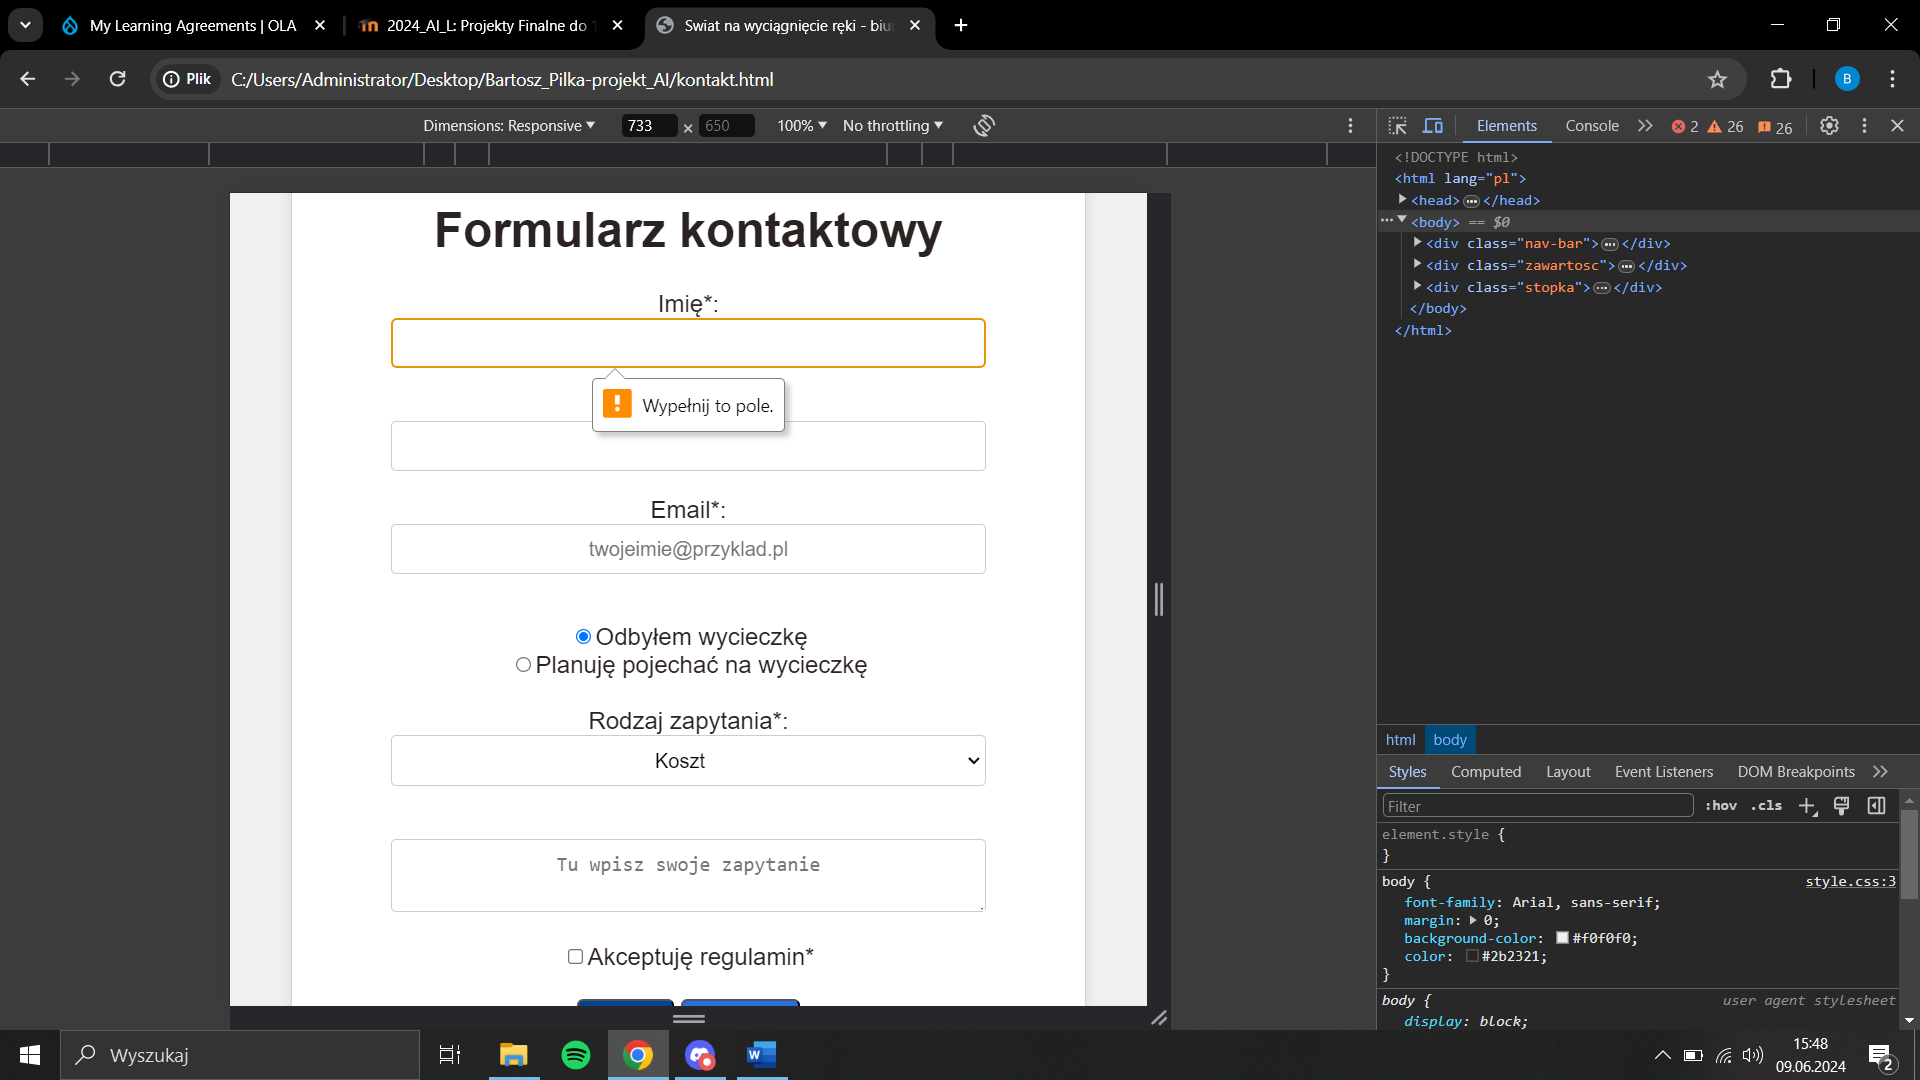 My Learning Agreements | OLA
2024_AI_L: Projekty Finalne do
Swiat na wyciągnięcie ręki - biu
Plik
C:/Users/Administrator/Desktop/Bartosz_Pilka-projekt_AI/kontakt.html
B
Dimensions: Responsive
733 × 650
100%
No throttling
Elements
Console
2
26
26
<!DOCTYPE html>
<html lang="pl">
<head> </head>
<body> == $0
<div class="nav-bar"> </div>
<div class="zawartosc"> </div>
<div class="stopka"> </div>
</body>
</html>
Formularz kontaktowy
Imię*:
Wypełnij to pole.
Email*:
twojeimie@przyklad.pl
Odbyłem wycieczkę
Planuję pojechać na wycieczkę
Rodzaj zapytania*:
Koszt
Tu wpisz swoje zapytanie
Akceptuję regulamin*
html body
Styles
Computed
Layout
Event Listeners
DOM Breakpoints
Filter
:hov .cls
element.style {
}
body {
style.css:3
font-family: Arial, sans-serif;
margin: 0;
background-color: #f0f0f0;
color: #2b2321;
}
body {
user agent stylesheet
display: block;
Wyszukaj
15:48
09.06.2024
2